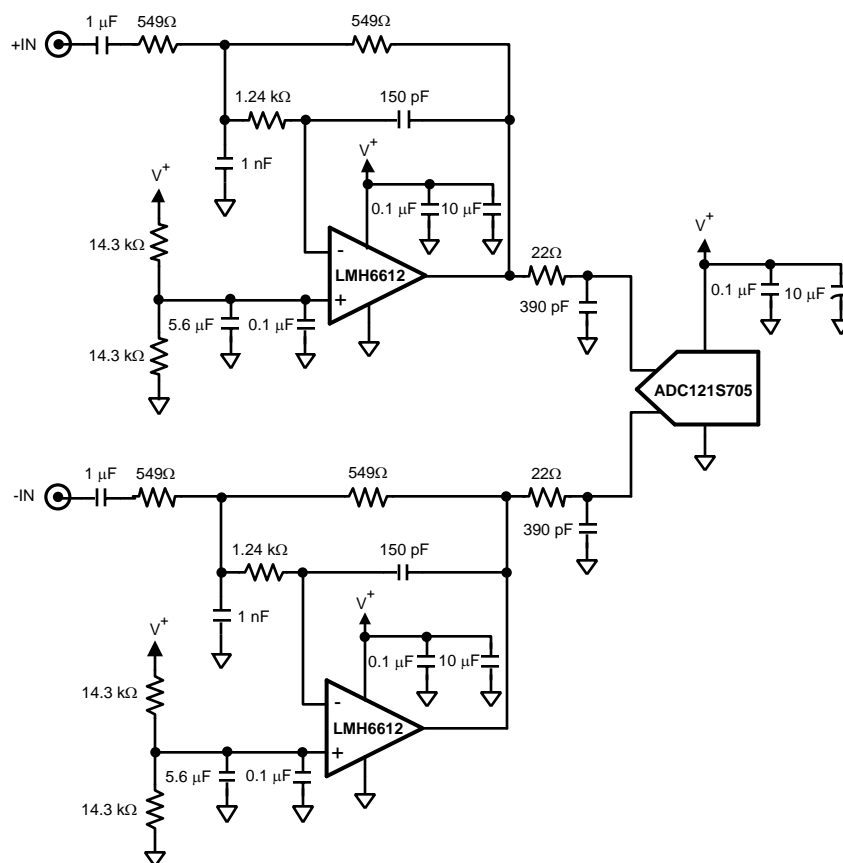 1 μF
549Ω
549Ω
+IN
1.24 kΩ
150 pF
1 nF
V+
V+
0.1 μF
10 μF
14.3 kΩ
-
LMH6612
+
22Ω
V+
0.1 μF
10 μF
5.6 μF
0.1 μF
390 pF
14.3 kΩ
ADC121S705
1 μF
549Ω
549Ω
22Ω
-IN
390 pF
1.24 kΩ
150 pF
1 nF
V+
V+
0.1 μF
10 μF
14.3 kΩ
-
LMH6612
+
5.6 μF
0.1 μF
14.3 kΩ